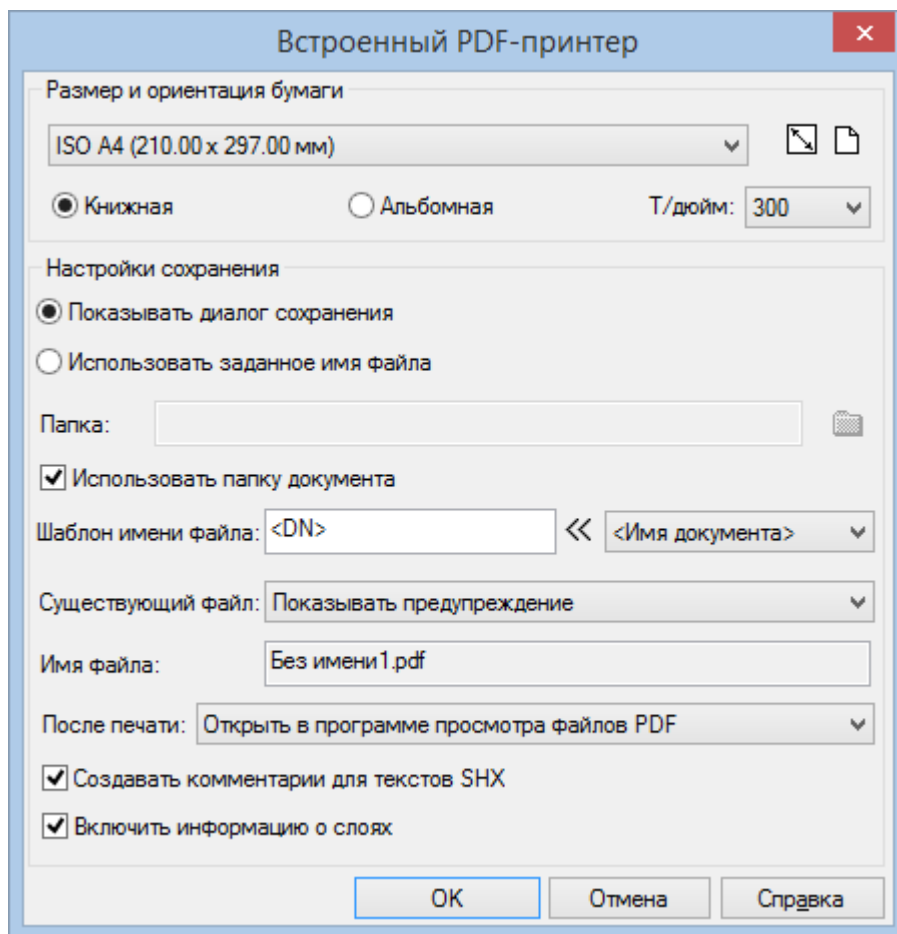 Встроенный PDF-принтер
Размер и ориентация бумаги
ISO A4 (210.00 x 297.00 мм)
Книжная Альбомная Т/дюйм: 300
Настройки сохранения
Показывать диалог сохранения
Использовать заданное имя файла
Папка:
Использовать папку документа
Шаблон имени файла: <DN> << <Имя документа>
Существующий файл: Показывать предупреждение
Имя файла: Без имени1.pdf
После печати: Открыть в программе просмотра файлов PDF
Создавать комментарии для текстов SHX
Включить информацию о слоях
OK Отмена Справка